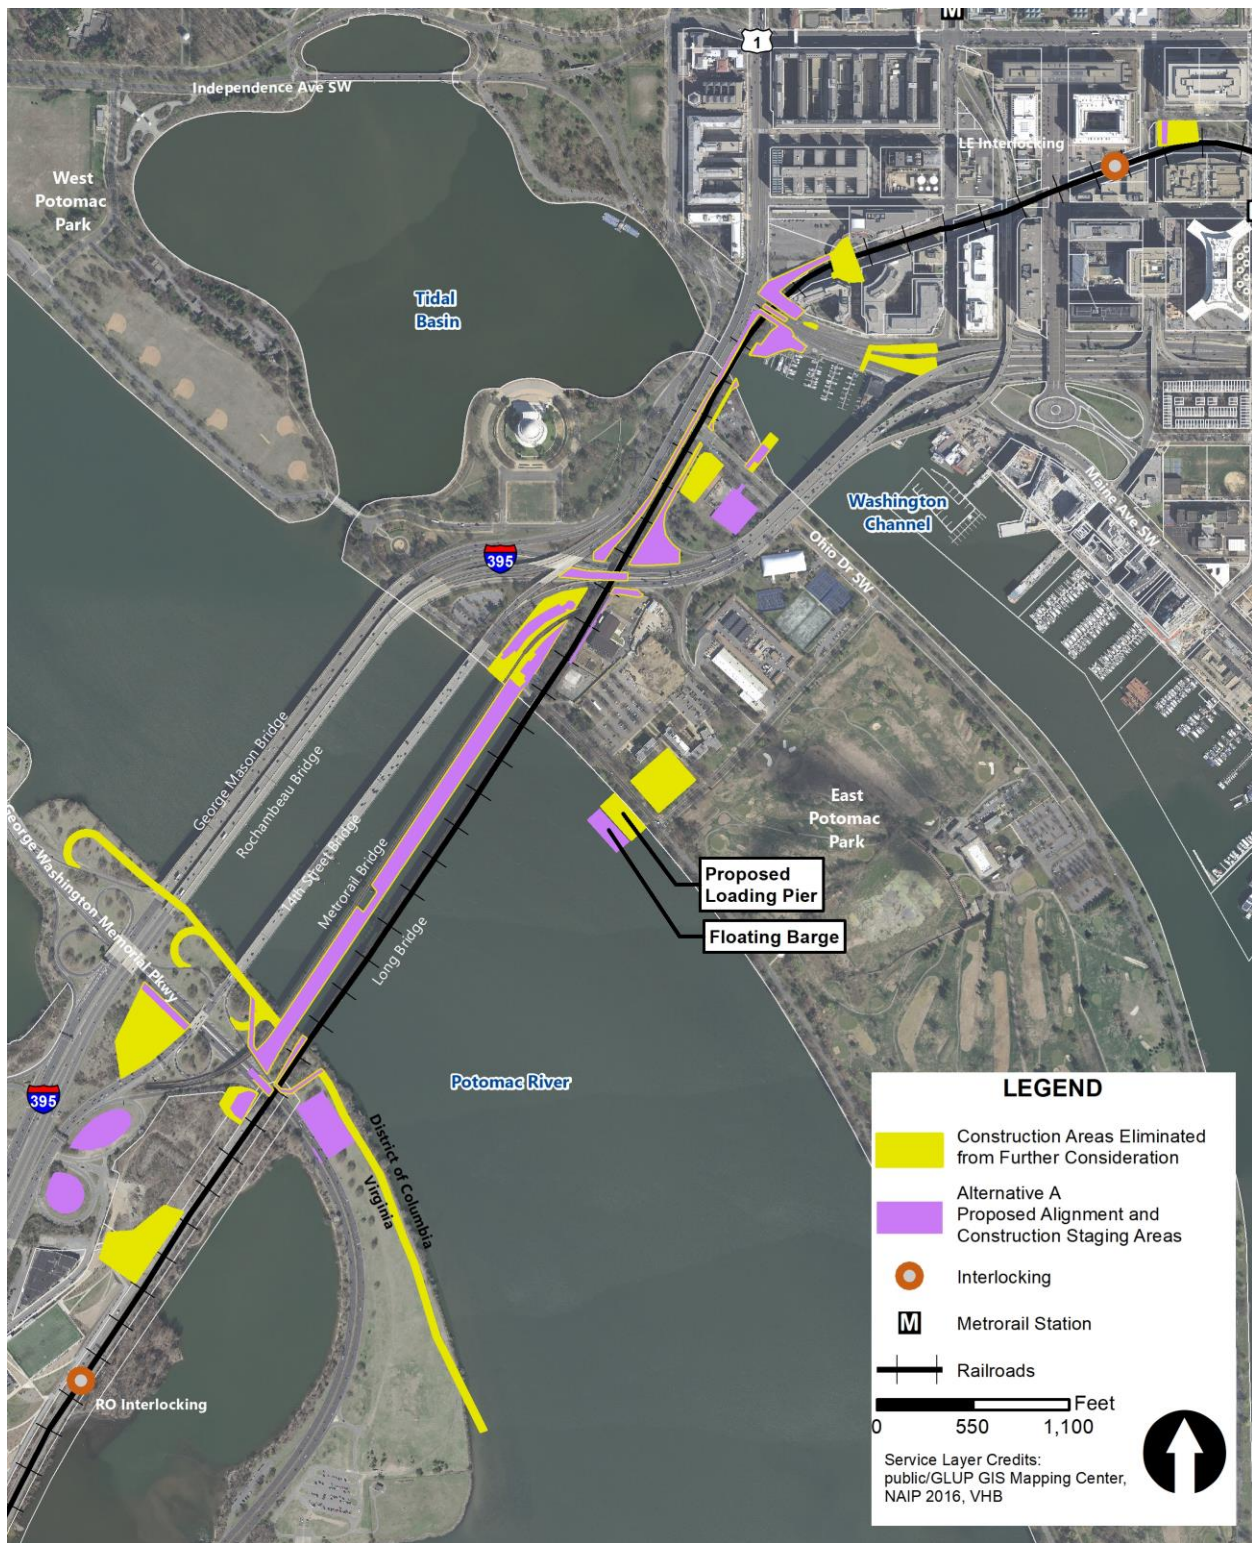 M
1
Independence Ave SW
LE Interlocking
West
Potomac
Park
Tidal
Basin
Washington
Channel
Maine Ave SW
395
Ohio Dr SW
George Mason Bridge
Rochambeau Bridge
14th Street Bridge
Metrorail Bridge
Long Bridge
George Washington Memorial Pkwy
East
Potomac
Park
Proposed
Loading Pier
Floating Barge
Potomac River
395
District of Columbia
Virginia
RO Interlocking
LEGEND
Construction Areas Eliminated
from Further Consideration
Alternative A
Proposed Alignment and
Construction Staging Areas
Interlocking
M Metrorail Station
Railroads
Feet
0 550 1,100
Service Layer Credits:
public/GLUP GIS Mapping Center,
NAIP 2016, VHB